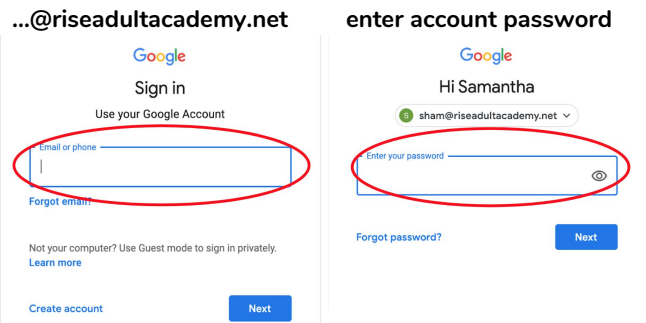 ...@riseadultacademy.net
Google
Sign in
Use your Google Account
Email or phone
Forgot email?
Not your computer? Use Guest mode to sign in privately.
Learn more
Create account
Next
enter account password
Google
Hi Samantha
S sham@riseadultacademy.net
Enter your password
Forgot password?
Next